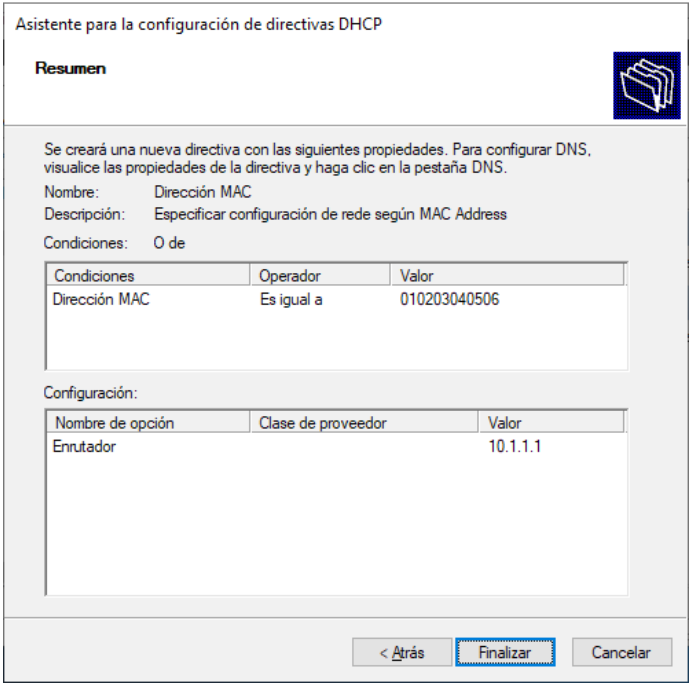 Asistente para la configuración de directivas DHCP
Resumen
Se creará una nueva directiva con las siguientes propiedades. Para configurar DNS,
visualice las propiedades de la directiva y haga clic en la pestaña DNS.
Nombre: Dirección MAC
Descripción: Especificar configuración de red según MAC Address
Condiciones: O de
Condiciones Operador Valor
Dirección MAC Es igual a 010203040506
Configuración:
Nombre de opción Clase de proveedor Valor
Enrutador 10.1.1.1
< Atrás Finalizar Cancelar